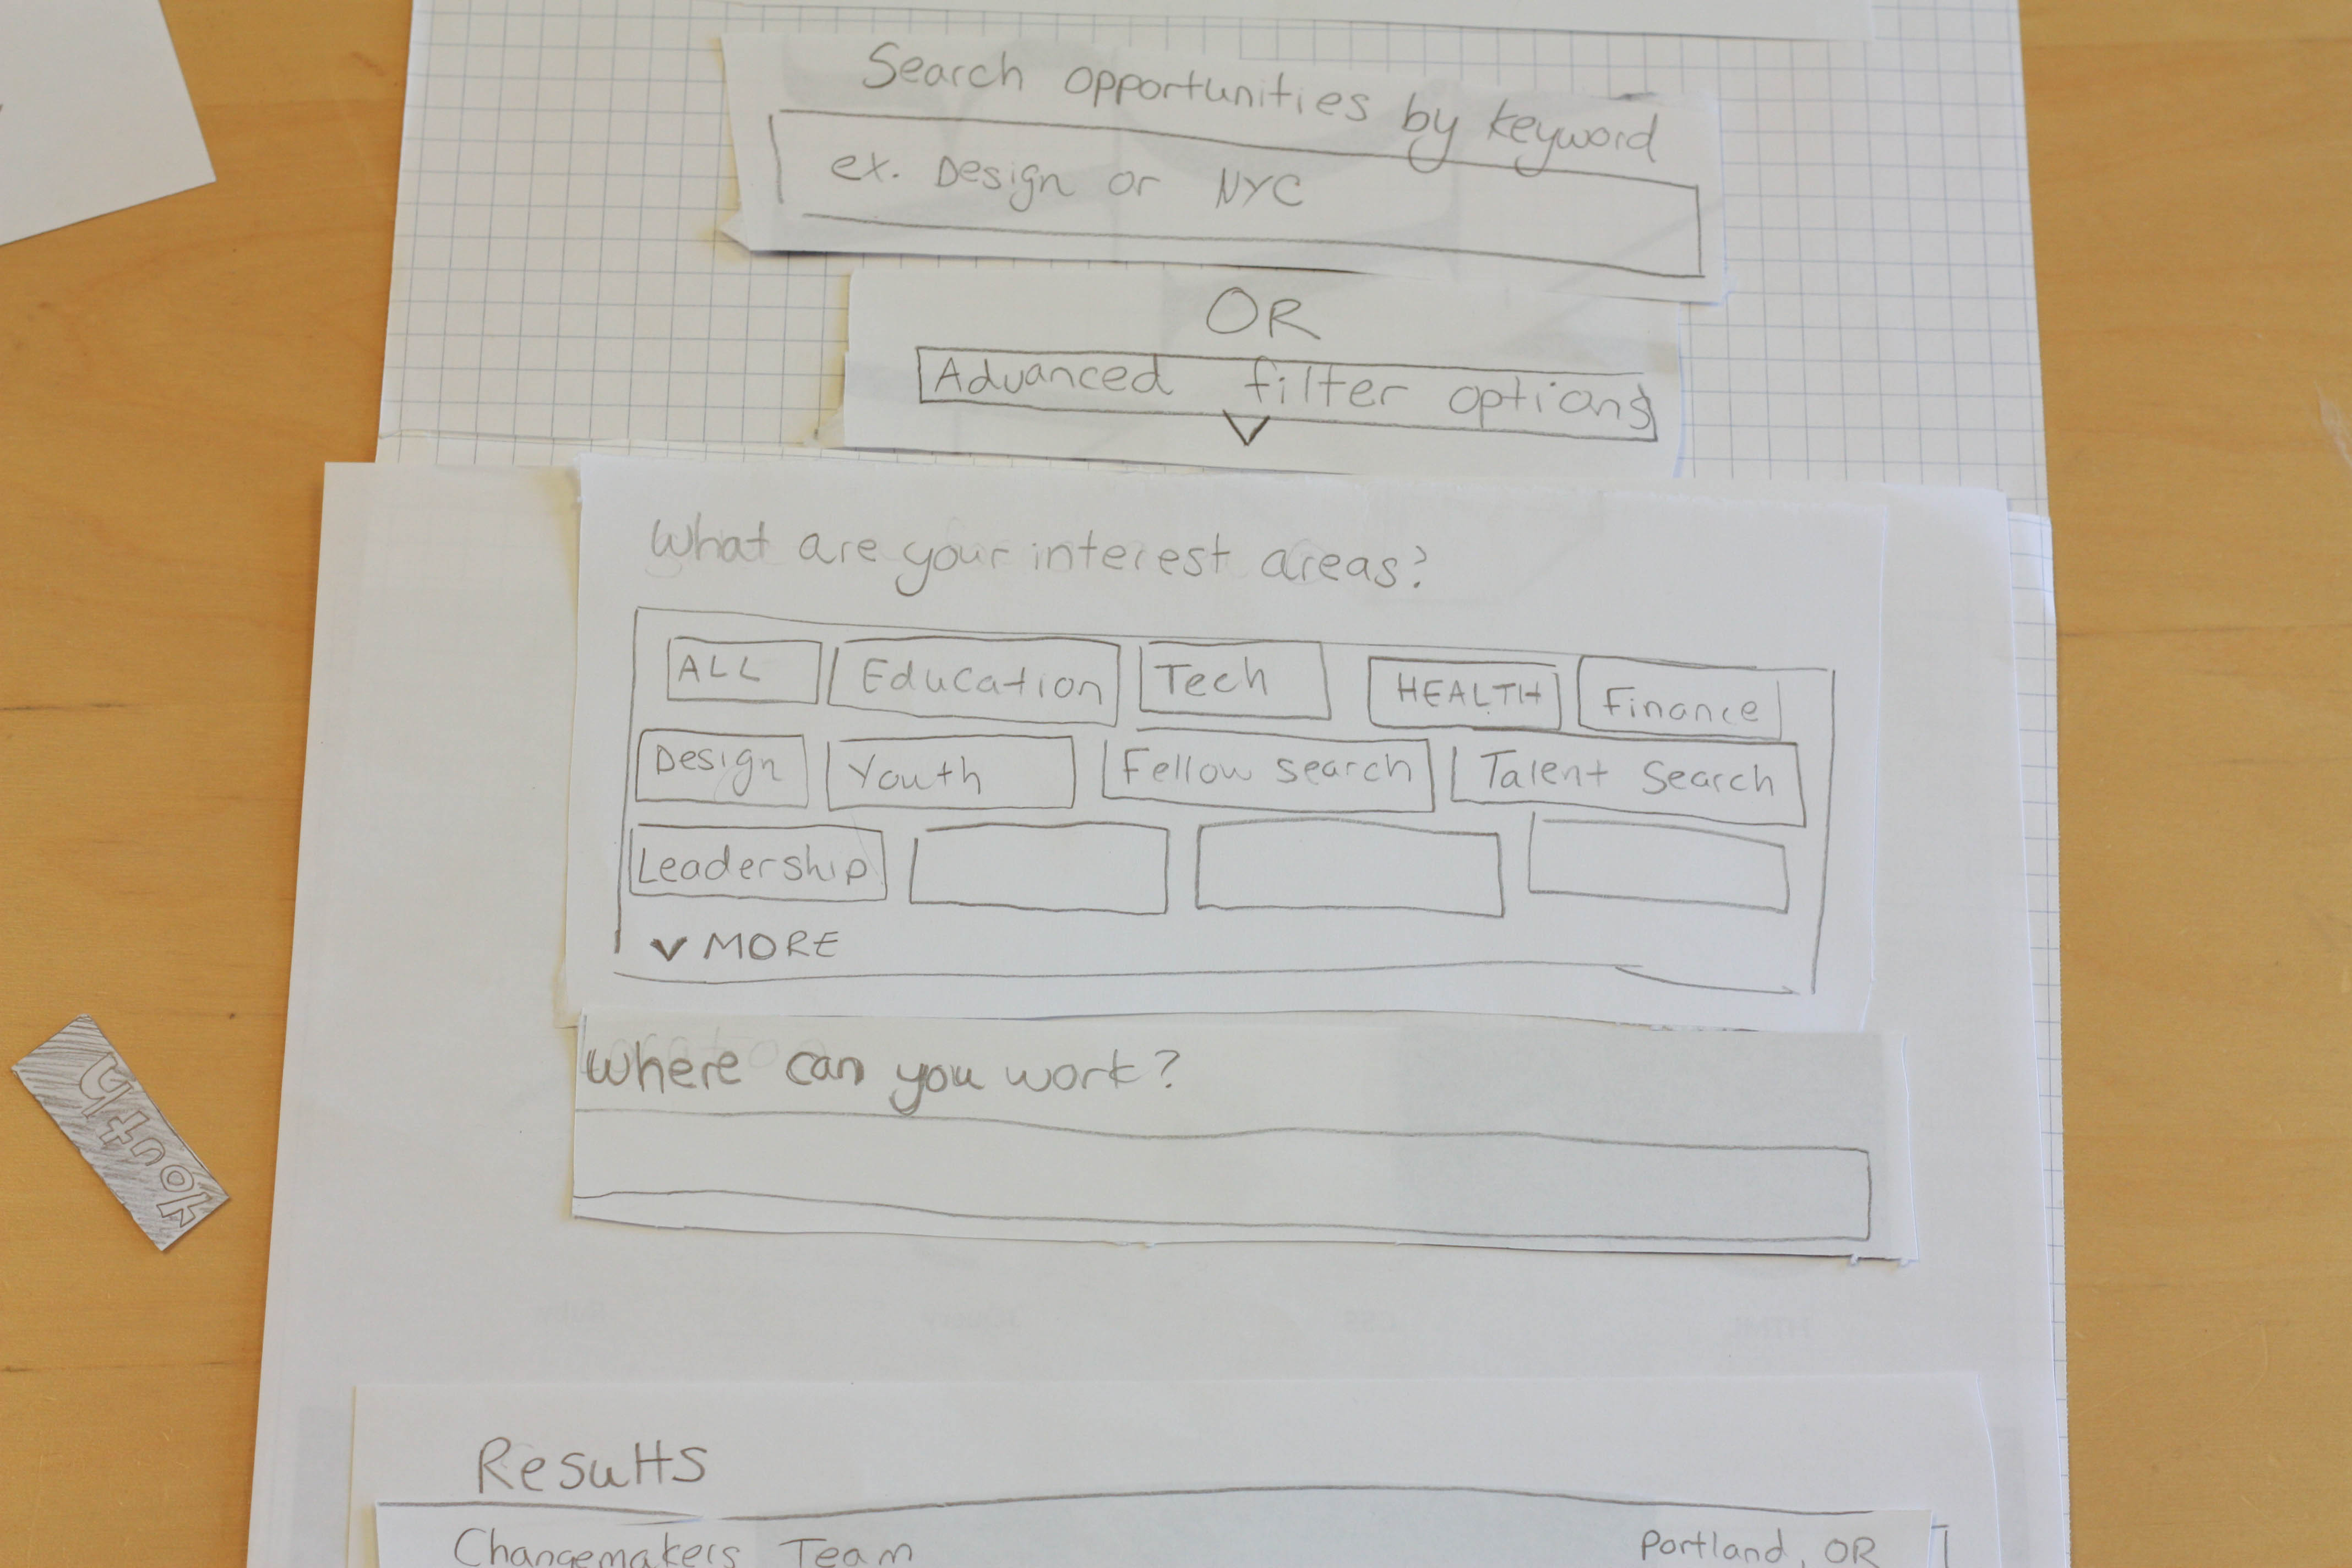 Search opportunities by keyword
ex. Design or NYC
OR
Advanced filter options
What are your interest areas?
ALL Education Tech HEALTH Finance
Design Youth Fellow search Talent Search
Leadership
MORE
Where can you work?
Youth
Results
Changemakers Team Portland, OR